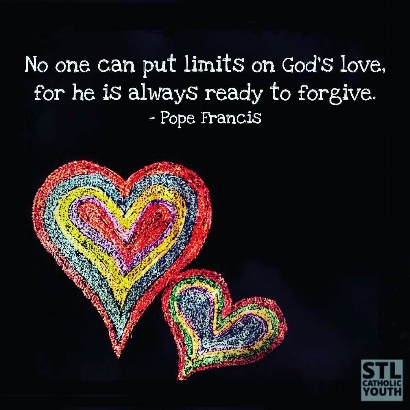 No one can put limits on God's love,
for he is always ready to forgive.
- Pope Francis
STL
CATHOLIC
YOUTH